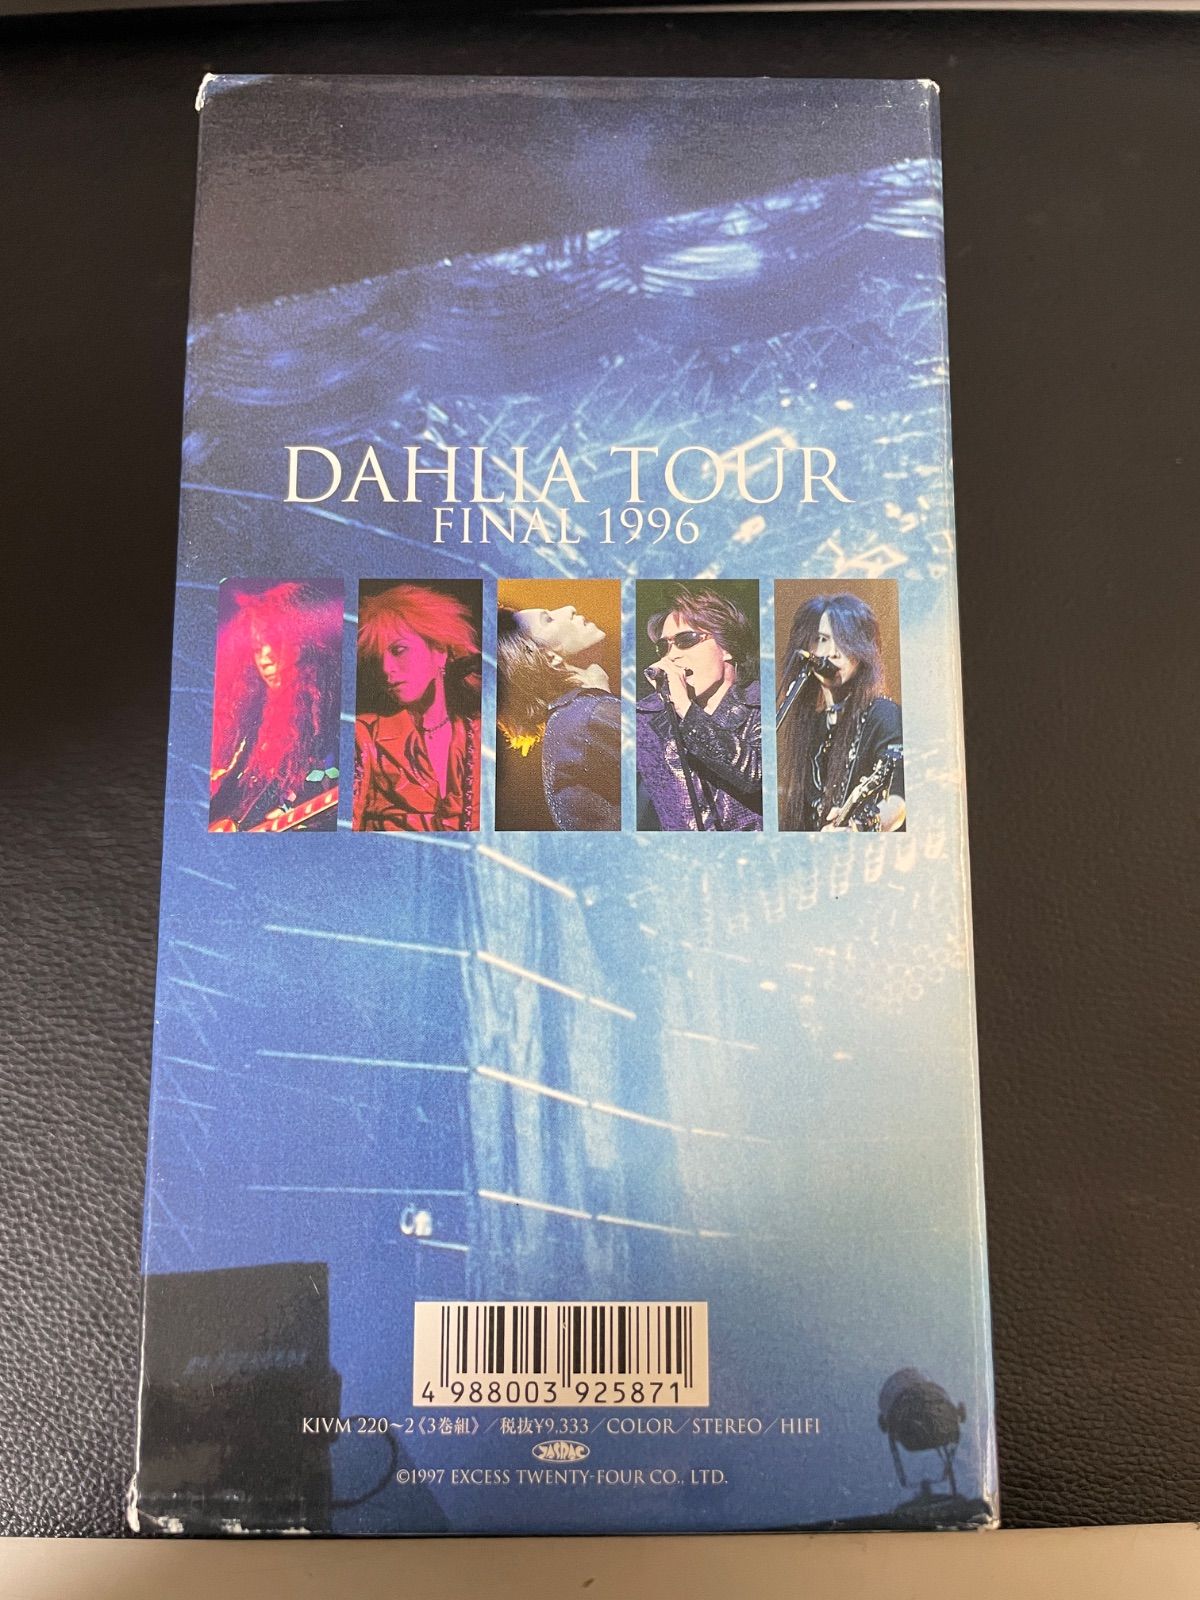 DAHLIA TOUR
FINAL 1996
4 988003 925871
KIVM 220~2《3巻組》／税抜¥9,333／COLOR／STEREO／HIFI
JASRAC
©1997 EXCESS TWENTY-FOUR CO., LTD.